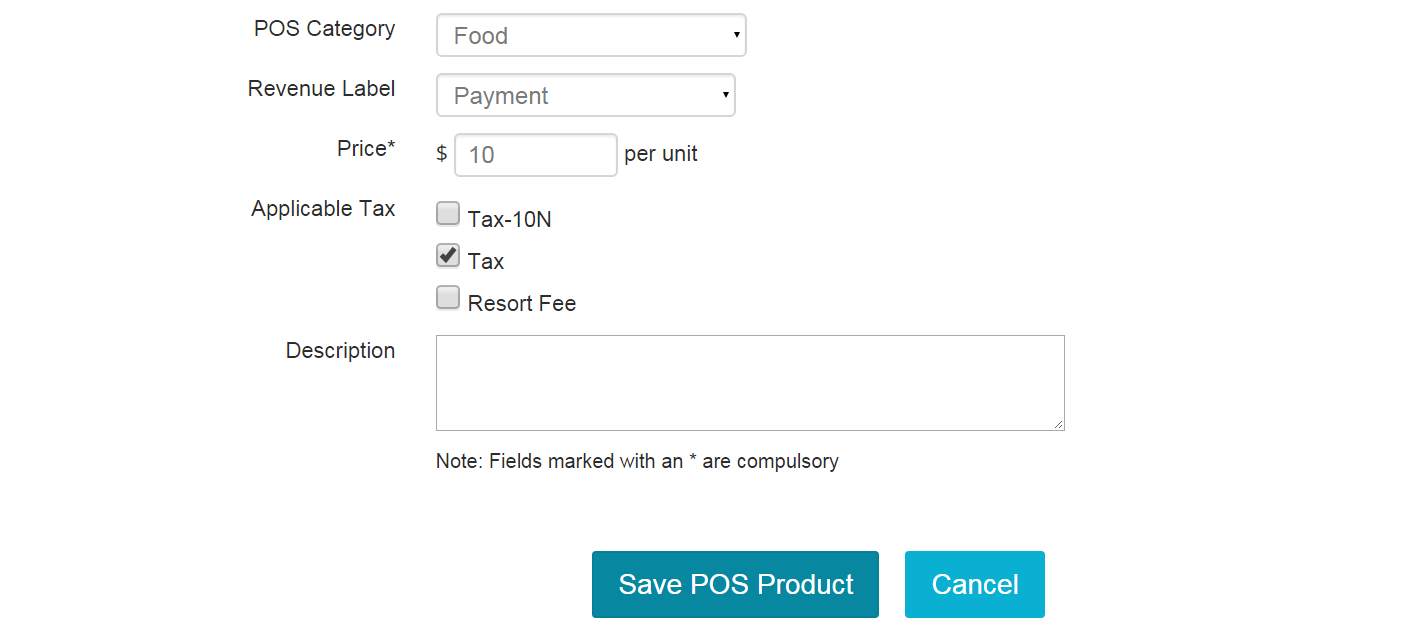 POS Category Food
Revenue Label Payment
Price* $ 10 per unit
Applicable Tax Tax-10N
Tax
Resort Fee
Description
Note: Fields marked with an * are compulsory
Save POS Product Cancel